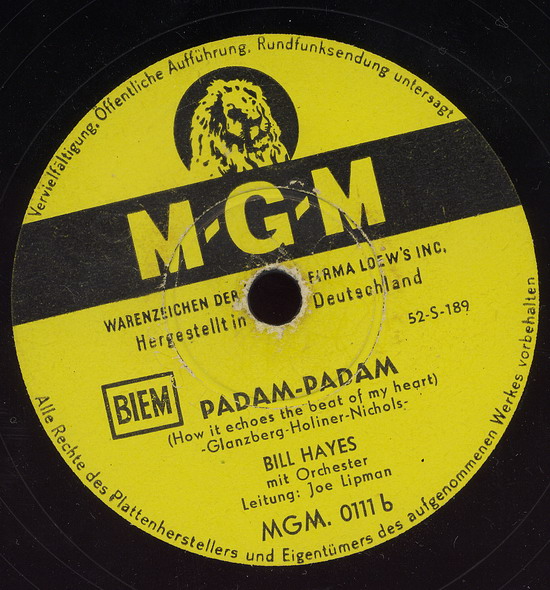 Vervielfältigung, Öffentliche Aufführung, Rundfunksendung untersagt
M-G-M
WARENZEICHEN DER FIRMA LOEW'S INC.
Hergestellt in Deutschland
52-S-189
BIEM
PADAM-PADAM
(How it echoes the beat of my heart)
-Glanzberg-Holiner-Nichols-
BILL HAYES
mit Orchester
Leitung: Joe Lipman
MGM. 0111 b
Alle Rechte des Plattenherstellers und Eigentümers des aufgenommenen Werkes vorbehalten